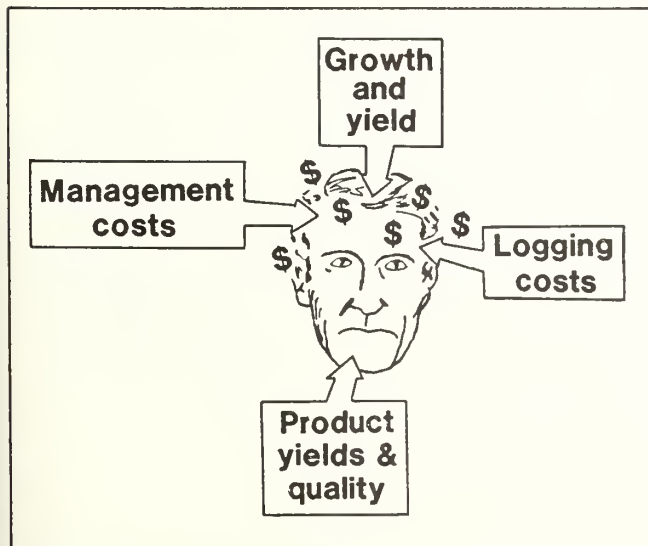 Growth
and
yield
Management
costs
$
$
$
$
$
$
Logging
costs
Product
yields &
quality